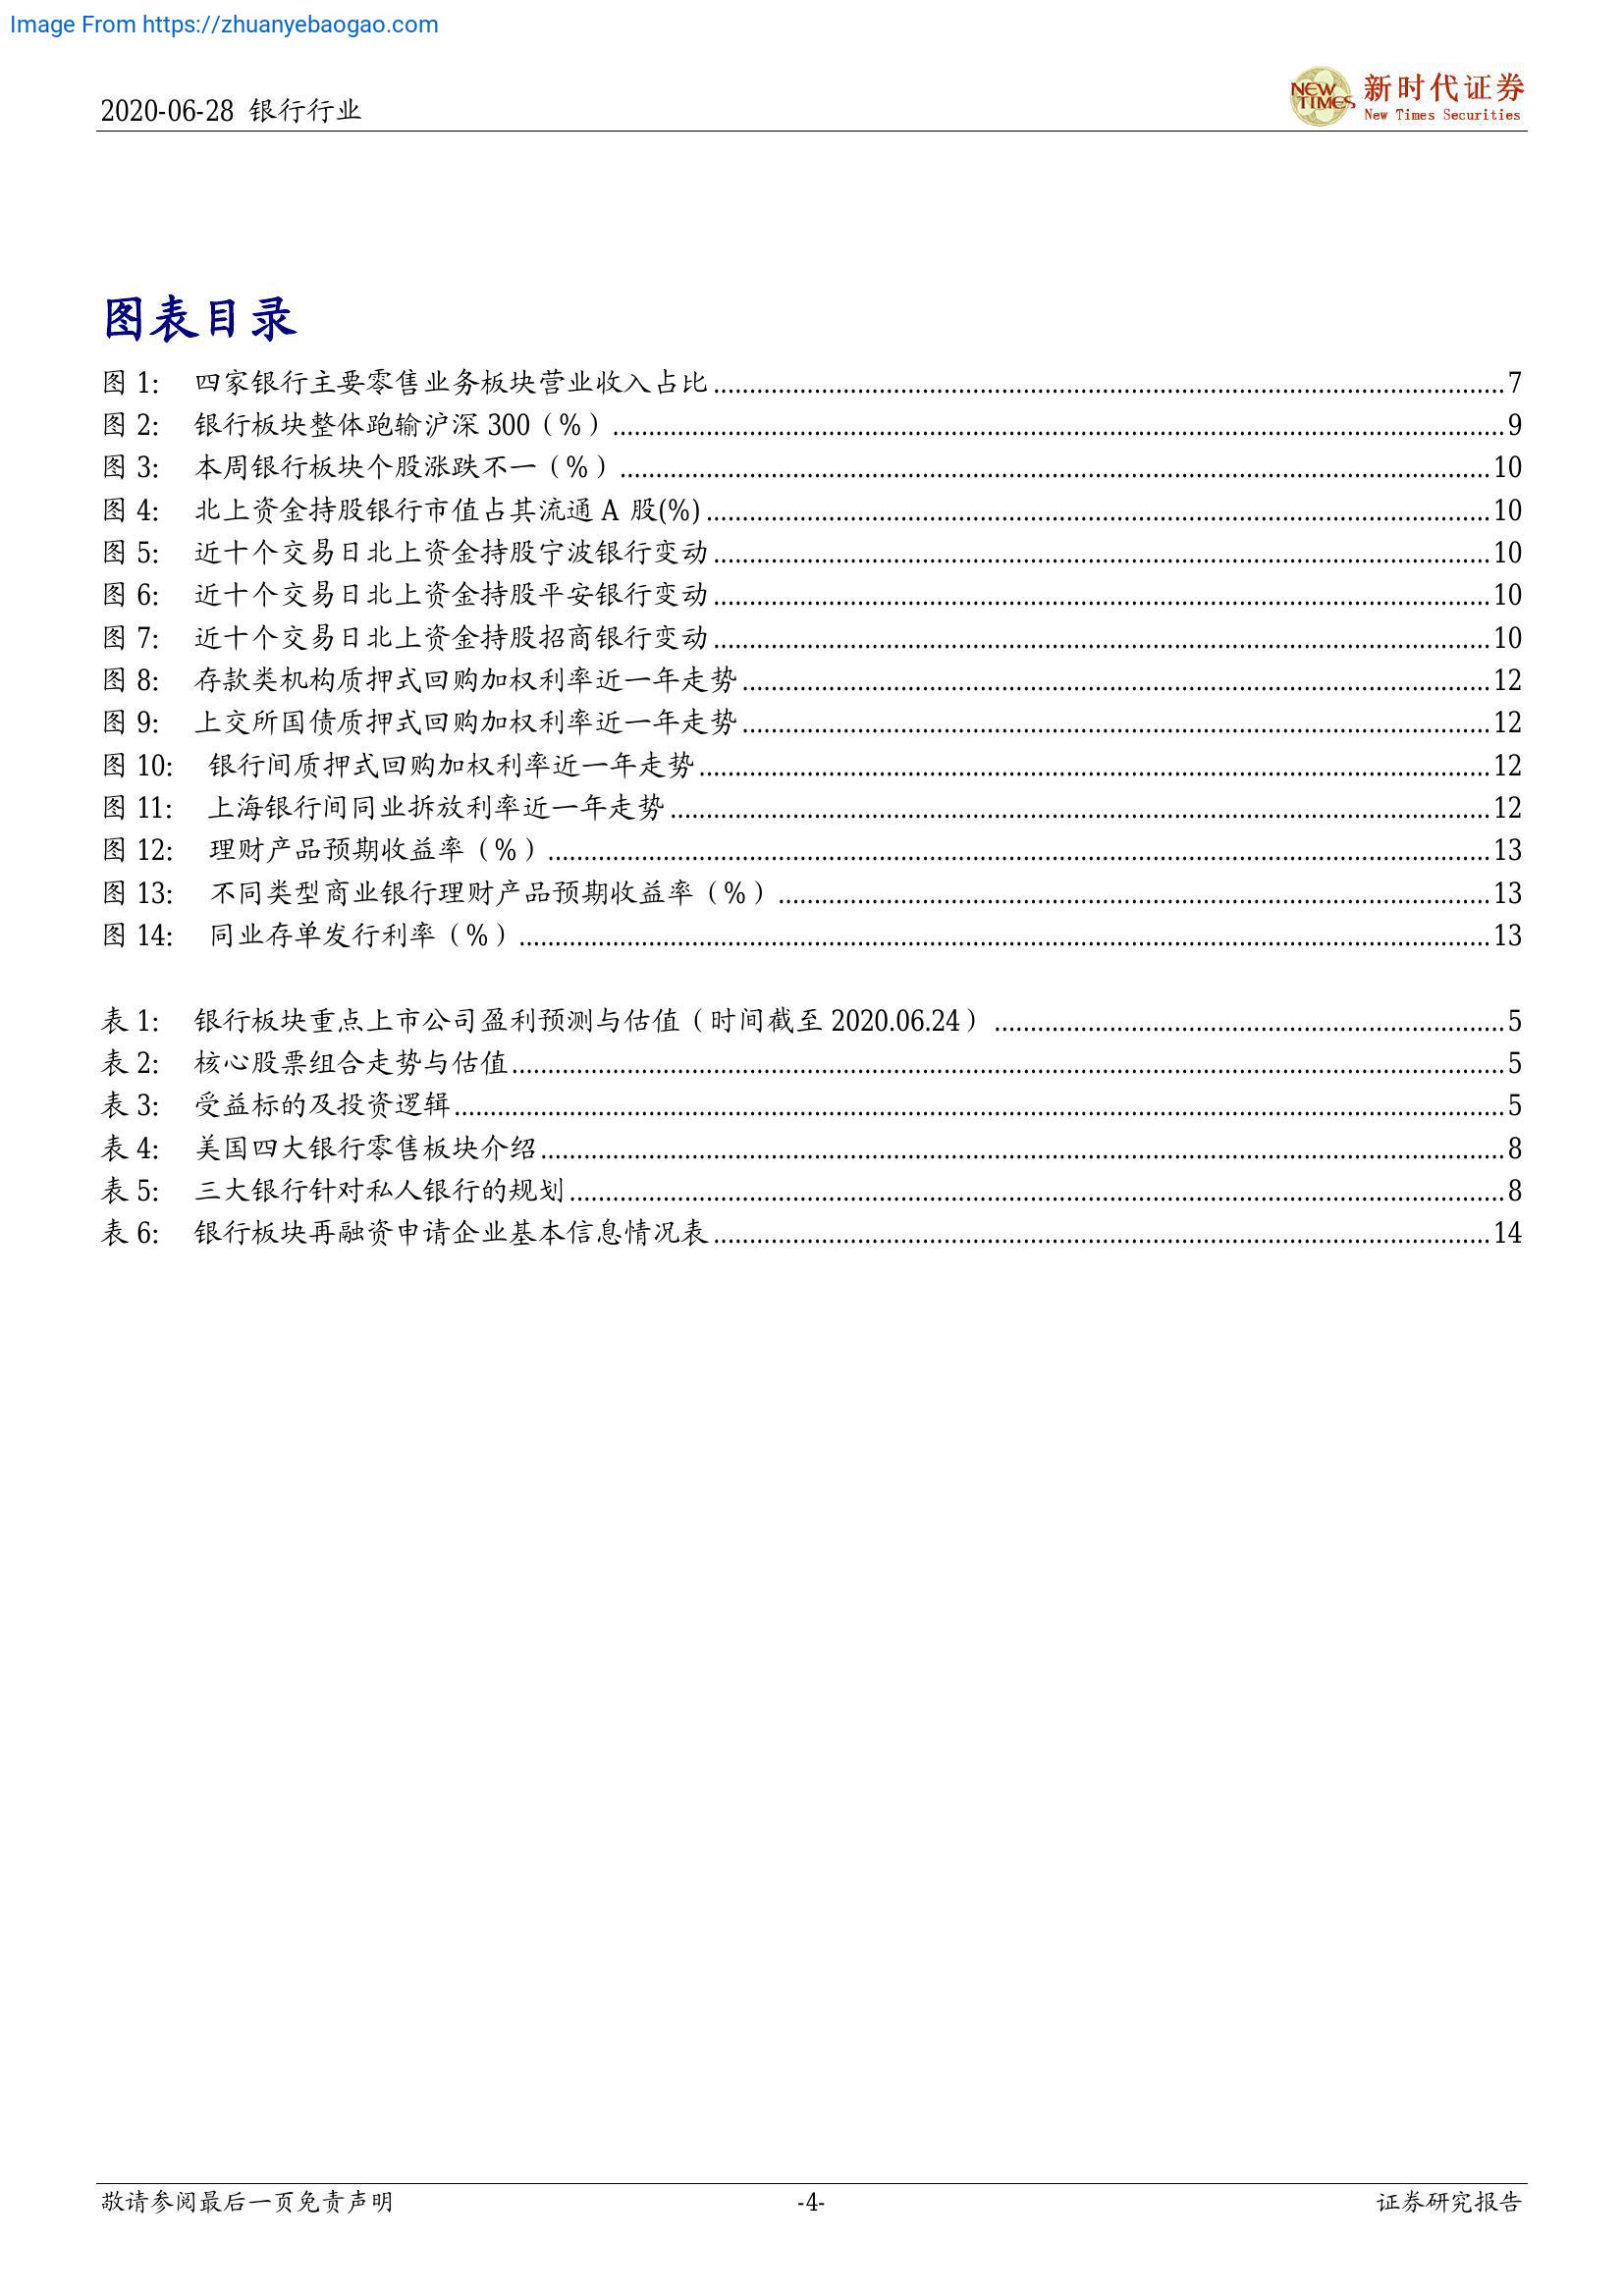 Image From https://zhuanyebaogao.com
2020-06-28 银行行业
NEW TIMES 新时代证券
New Times Securities
图表目录
图 1: 四家银行主要零售业务板块营业收入占比 7
图 2: 银行板块整体跑输沪深 300（%） 9
图 3: 本周银行板块个股涨跌不一（%） 10
图 4: 北上资金持股银行市值占其流通 A 股(%) 10
图 5: 近十个交易日北上资金持股宁波银行变动 10
图 6: 近十个交易日北上资金持股平安银行变动 10
图 7: 近十个交易日北上资金持股招商银行变动 10
图 8: 存款类机构质押式回购加权利率近一年走势 12
图 9: 上交所国债质押式回购加权利率近一年走势 12
图 10: 银行间质押式回购加权利率近一年走势 12
图 11: 上海银行间同业拆放利率近一年走势 12
图 12: 理财产品预期收益率（%） 13
图 13: 不同类型商业银行理财产品预期收益率（%） 13
图 14: 同业存单发行利率（%） 13
表 1: 银行板块重点上市公司盈利预测与估值（时间截至 2020.06.24） 5
表 2: 核心股票组合走势与估值 5
表 3: 受益标的及投资逻辑 5
表 4: 美国四大银行零售板块介绍 8
表 5: 三大银行针对私人银行的规划 8
表 6: 银行板块再融资申请企业基本信息情况表 14
敬请参阅最后一页免责声明 -4- 证券研究报告